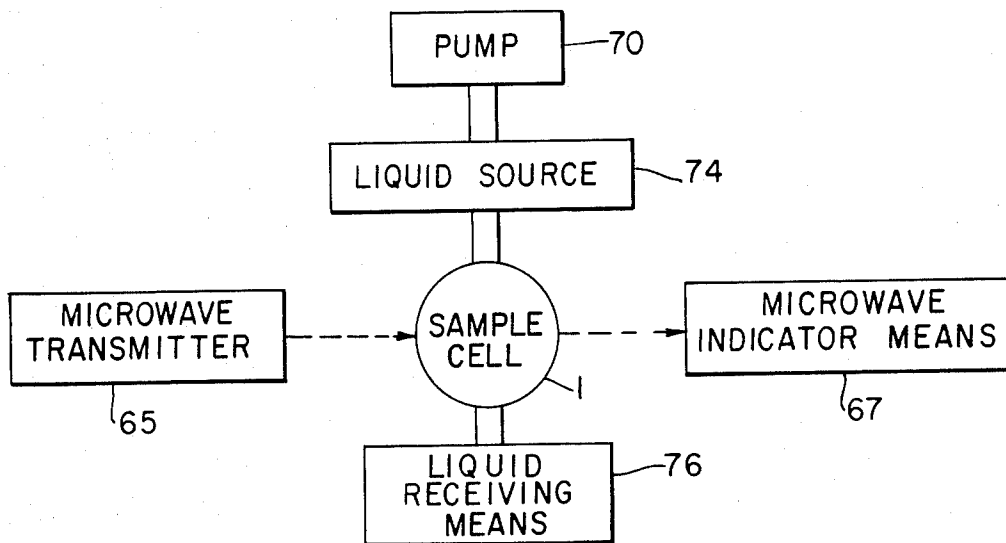 PUMP
70
LIQUID SOURCE
74
MICROWAVE
TRANSMITTER
65
SAMPLE
CELL
1
MICROWAVE
INDICATOR MEANS
67
LIQUID
RECEIVING
MEANS
76